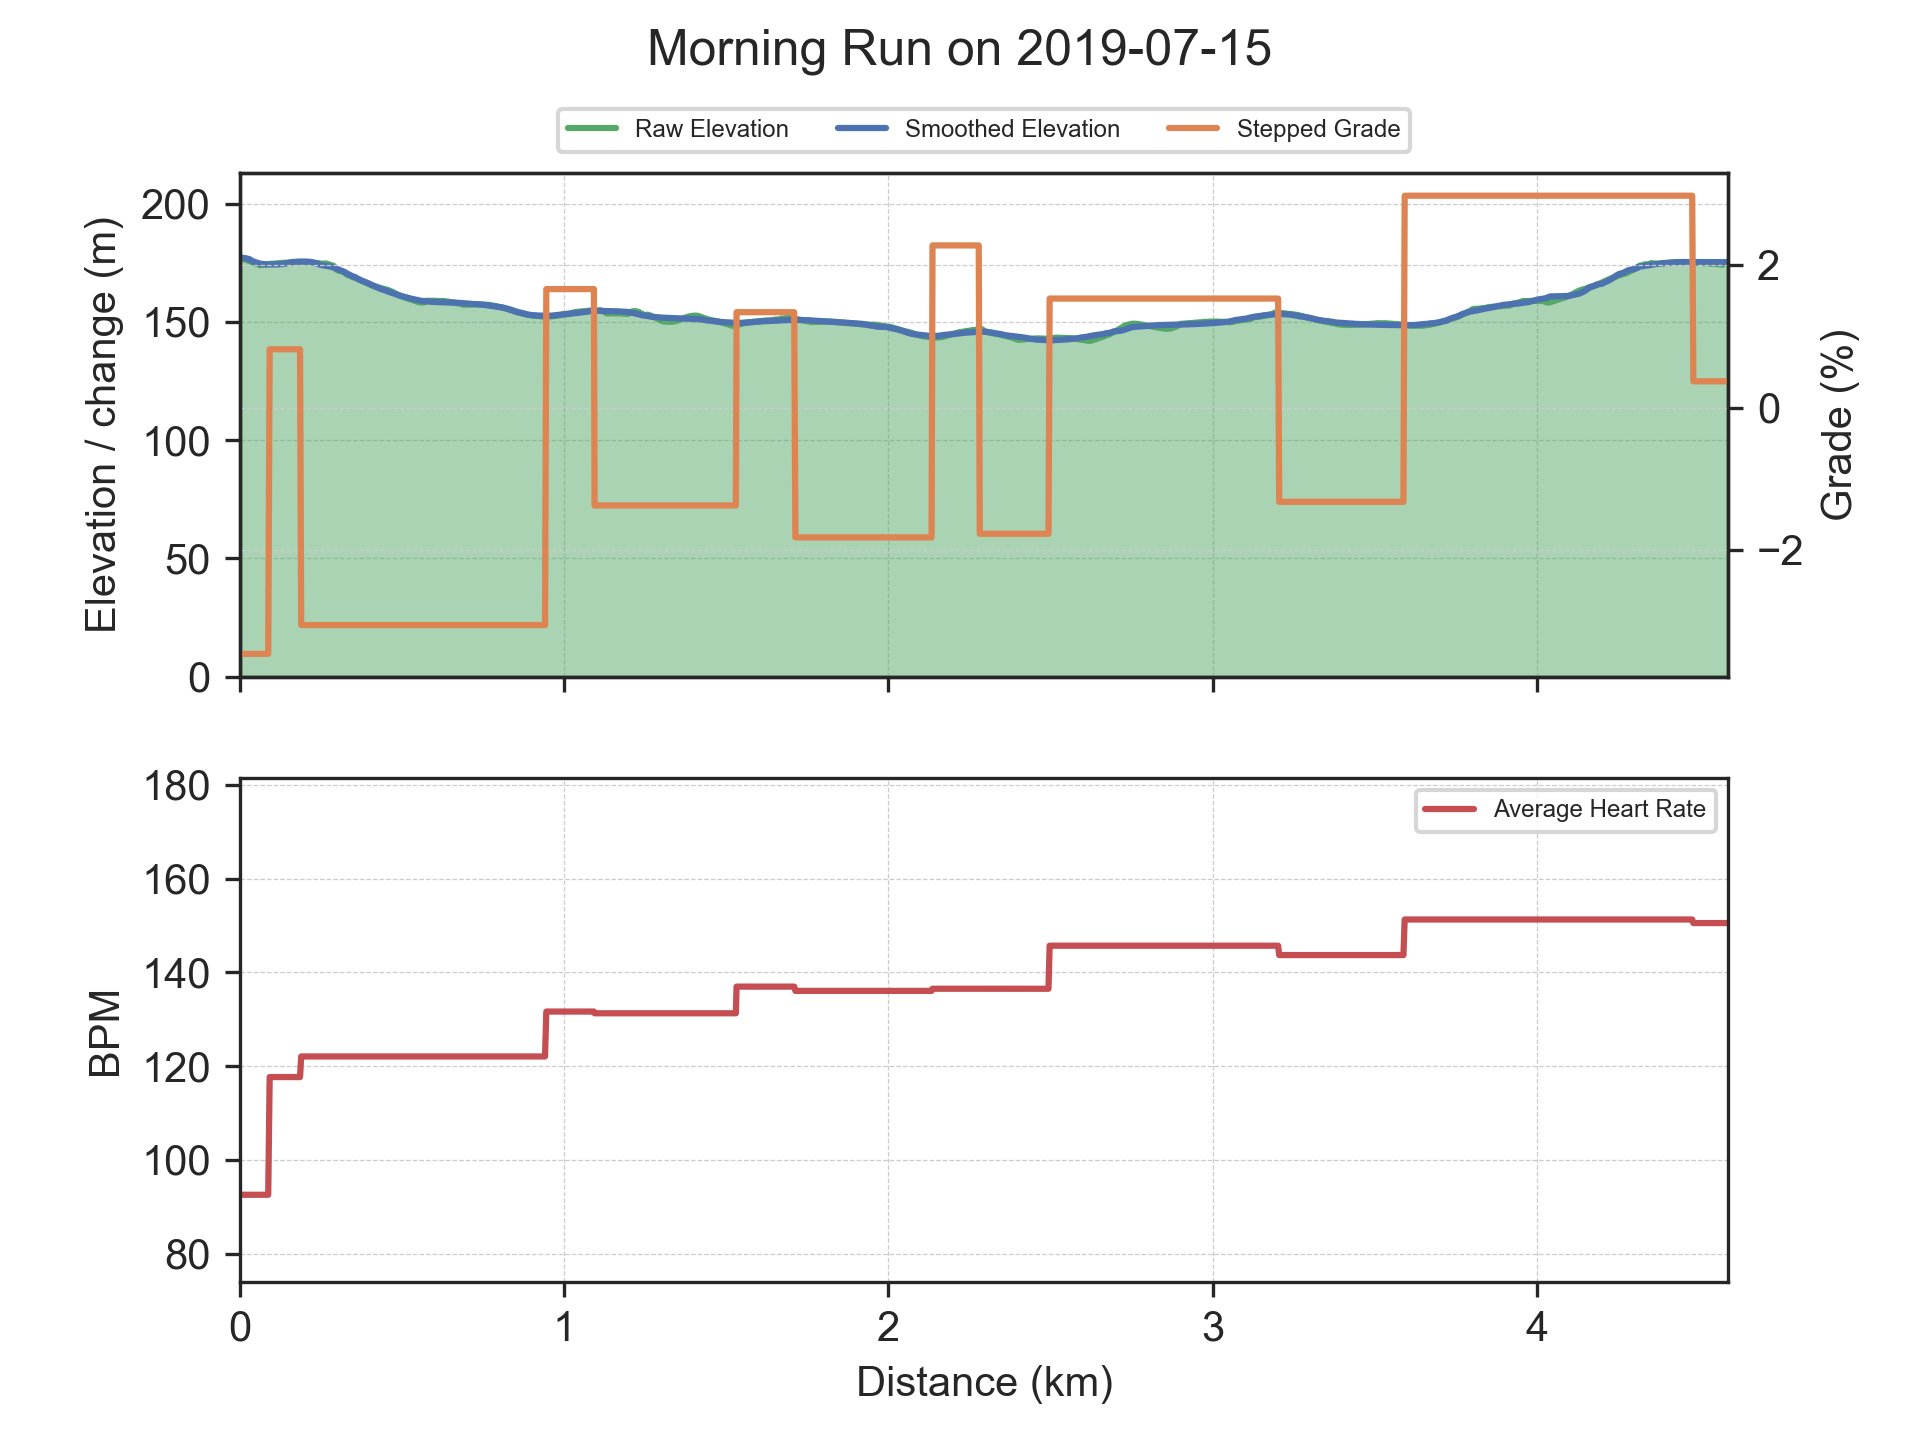 Morning Run on 2019-07-15
Raw Elevation Smoothed Elevation Stepped Grade
Elevation / change (m)
200
150
100
50
0
2
0
−2
Grade (%)
Average Heart Rate
BPM
180
160
140
120
100
80
0 1 2 3 4
Distance (km)